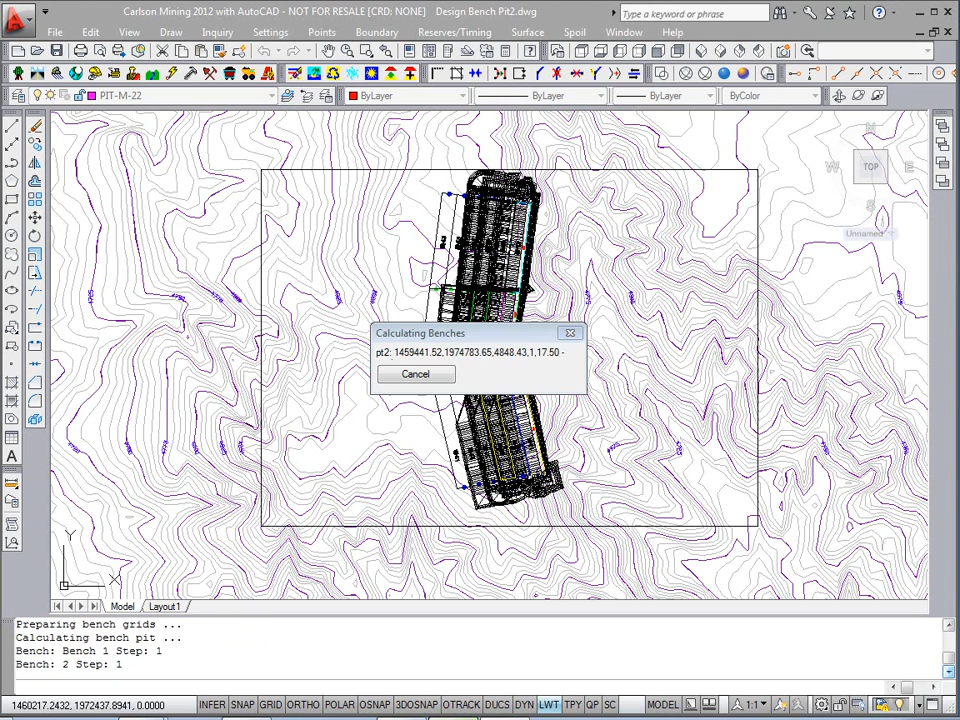 Carlson Mining 2012 with AutoCAD - NOT FOR RESALE [CRD: NONE] Design Bench Pit2.dwg
Type a keyword or phrase
File Edit View Draw Inquiry Settings Points Boundary Reserves/Timing Surface Spoil Window Help
PIT-M-22 ByLayer ByLayer ByLayer ByColor
N
W TOP E
S
Unnamed
Calculating Benches
pt2: 1459441.52,1974783.65,4848.43,1,17.50 -
Cancel
Y
X
Model Layout1
Preparing bench grids ...
Calculating bench pit ...
Bench: Bench 1 Step: 1
Bench: 2 Step: 1
1460217.2432, 1972437.8941, 0.0000 INFER SNAP GRID ORTHO POLAR OSNAP 3DOSNAP OTRACK DUCS DYN LWT TPY QP SC MODEL 1:1